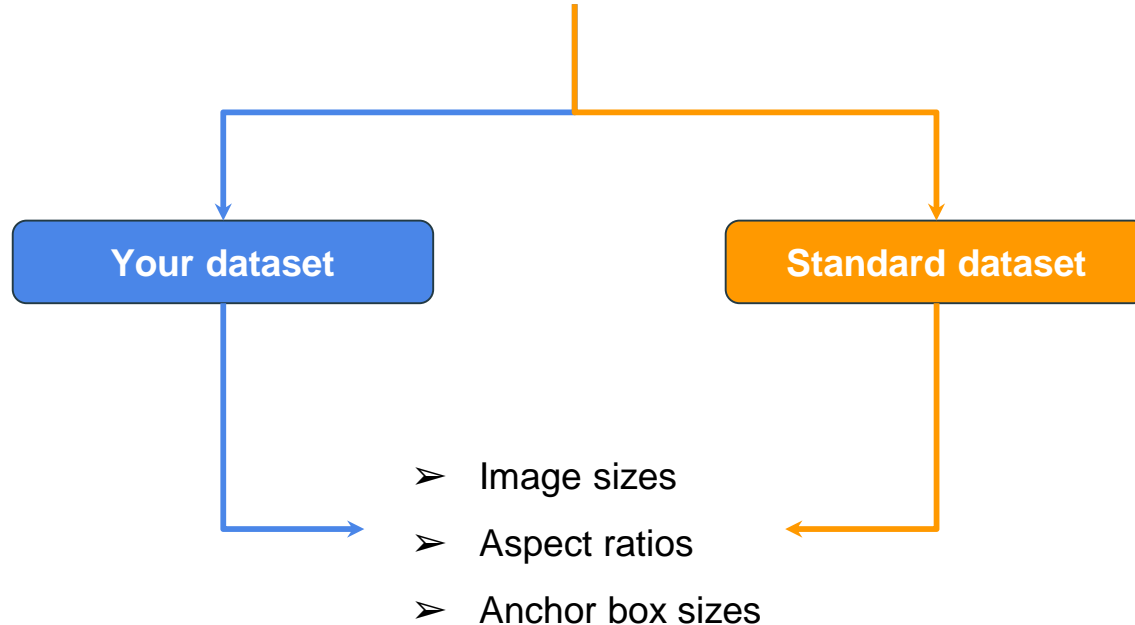 Your dataset
Standard dataset
➢ Image sizes
➢ Aspect ratios
➢ Anchor box sizes